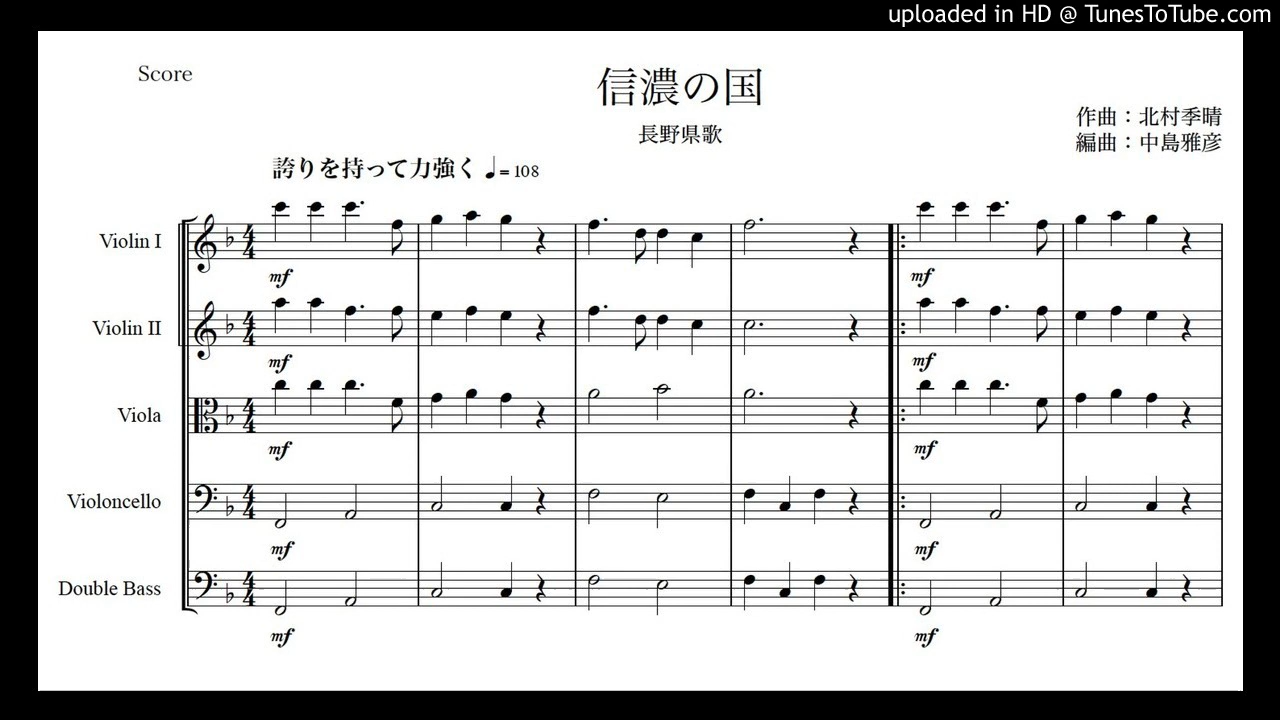 uploaded in HD @ TunesToTube.com
Score
信濃の国
長野県歌
作曲：北村季晴
編曲：中島雅彦
誇りを持って力強く ♩= 108
Violin I
mf
mf
Violin II
mf
mf
Viola
mf
mf
Violoncello
mf
mf
Double Bass
mf
mf